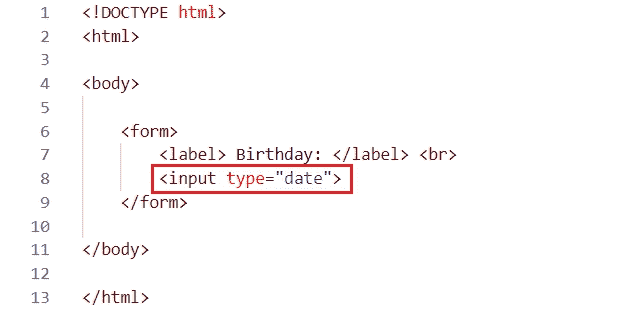 1 <!DOCTYPE html>
2 <html>
3
4 <body>
5
6 <form>
7 <label> Birthday: </label> <br>
8 <input type="date">
9 </form>
10
11 </body>
12
13 </html>